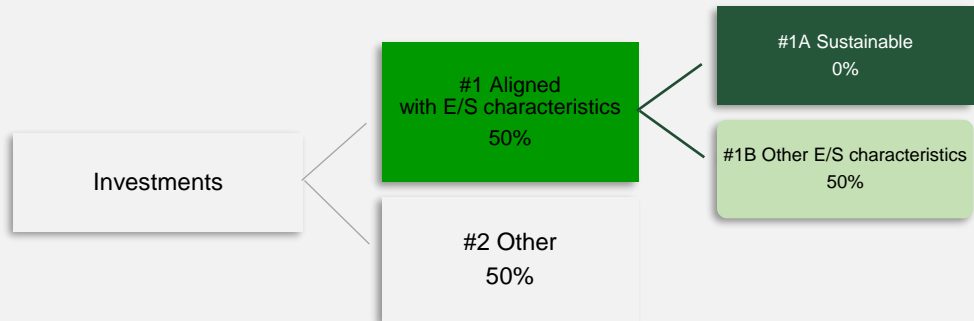 Investments
#1 Aligned
with E/S characteristics
50%
#2 Other
50%
#1A Sustainable
0%
#1B Other E/S characteristics
50%